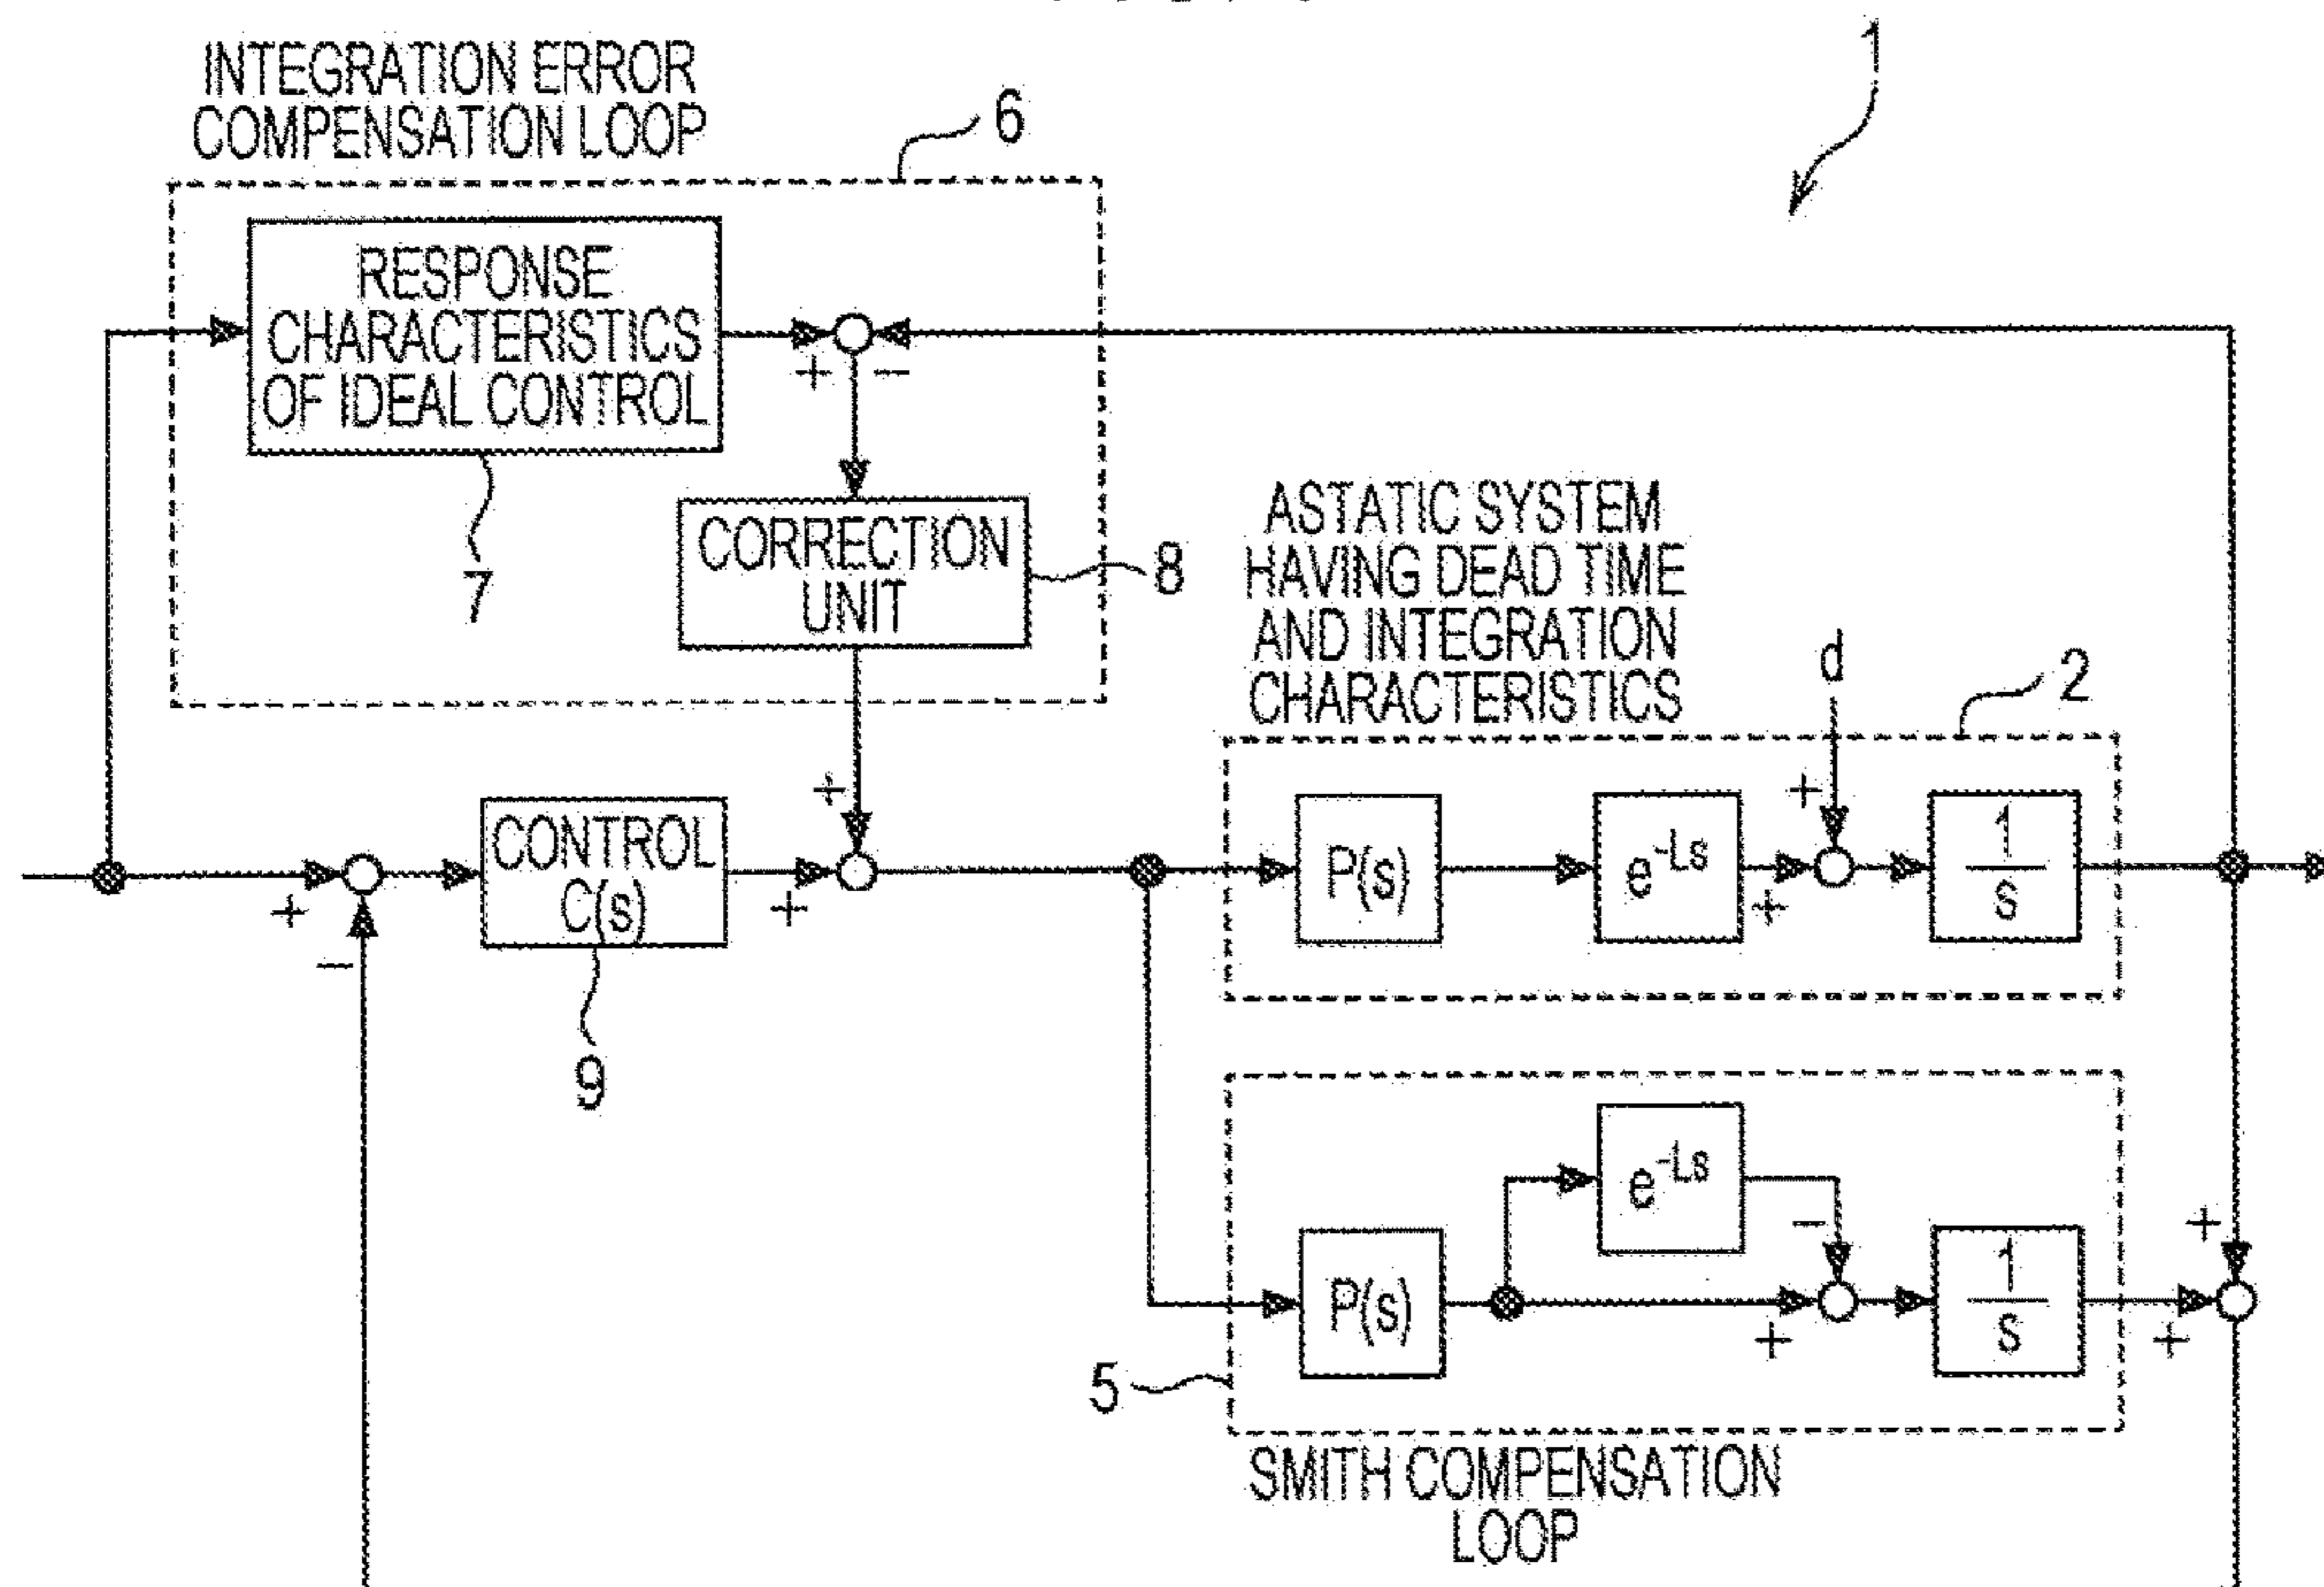 1
INTEGRATION ERROR
COMPENSATION LOOP
6
RESPONSE
CHARACTERISTICS
OF IDEAL CONTROL
+ −
7
CORRECTION
UNIT
8
ASTATIC SYSTEM
HAVING DEAD TIME
AND INTEGRATION
CHARACTERISTICS
d
2
+
−
CONTROL
C(s)
9
+
+
P(s)
e^-Ls
+
+
1
s
5
P(s)
e^-Ls
−
+
1
s
+
+
SMITH COMPENSATION
LOOP